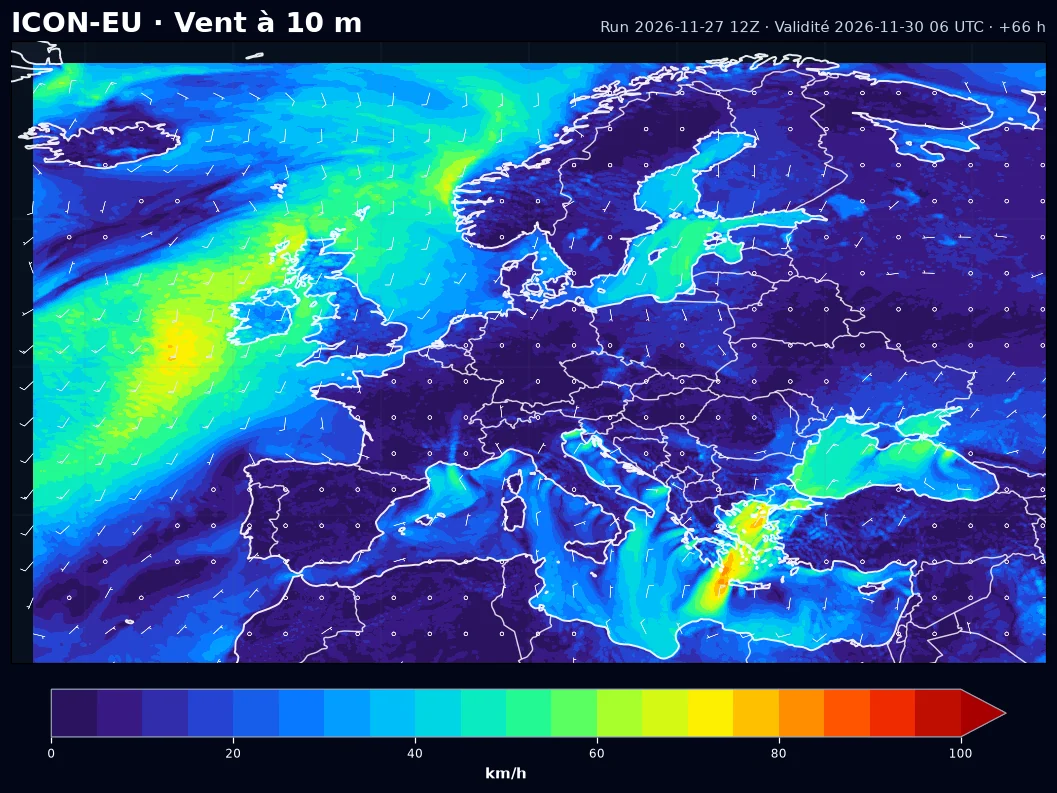 ICON-EU · Vent à 10 m
Run 2026-11-27 12Z · Validité 2026-11-30 06 UTC · +66 h
0 20 40 60 80 100
km/h